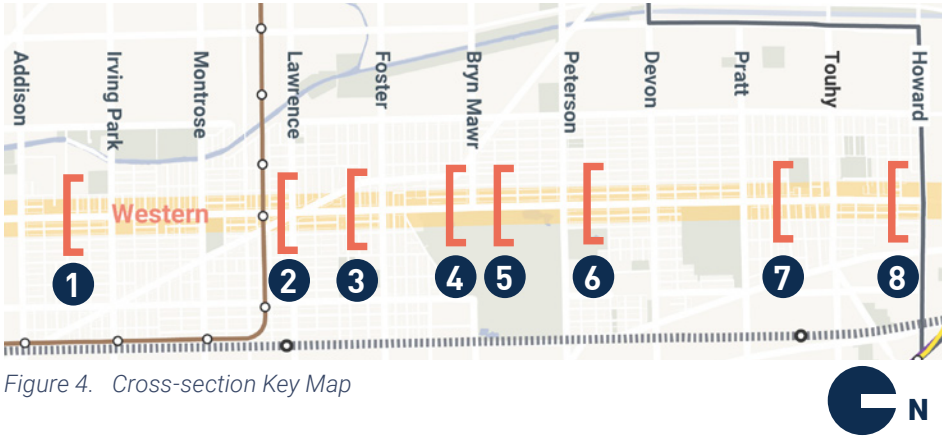 Addison
Irving Park
Montrose
Lawrence
Foster
Bryn Mawr
Peterson
Devon
Pratt
Touhy
Howard
Western
1
2
3
4
5
6
7
8
Figure 4. Cross-section Key Map
N